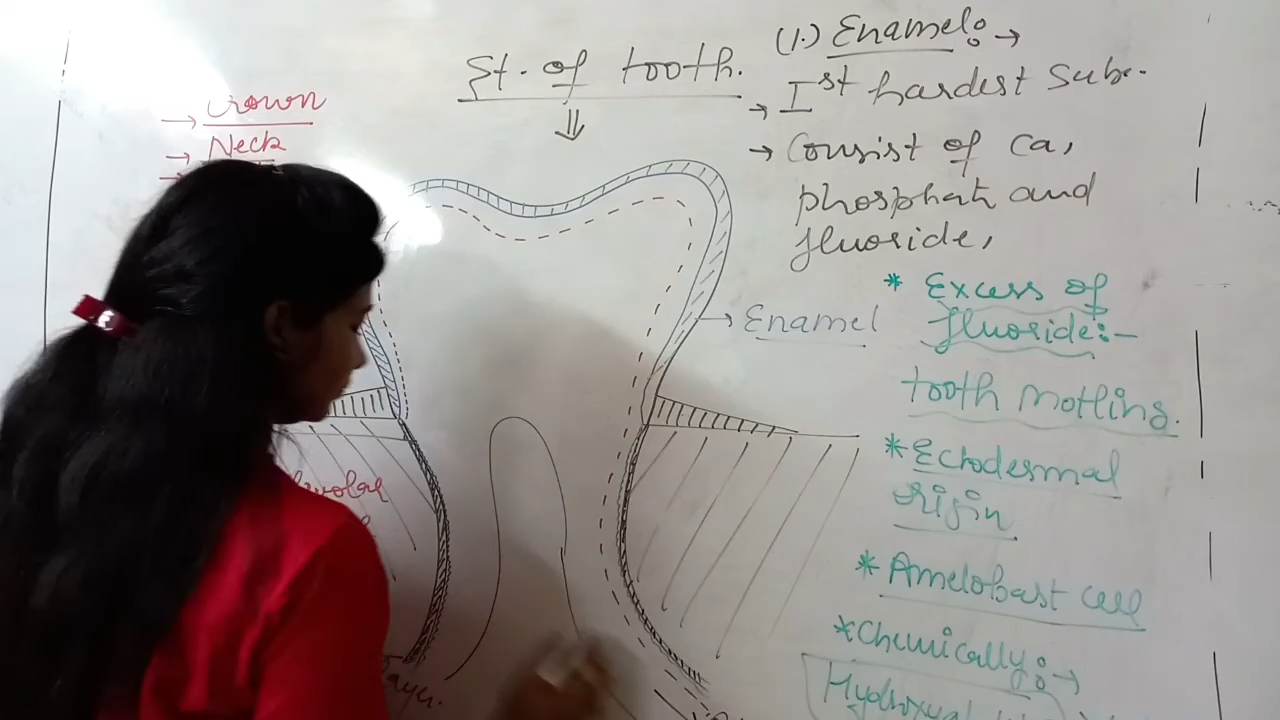 St. of tooth.
→ Crown
→ Neck
(1.) Enamel: →
→ Ist hardest Sub.
→ Consist of Ca,
phosphate and
fluoride,
→ Enamel
* Excess of
fluoride:-
tooth motling.
* Ectodermal
origin
* Ameloblast cell
* Chemically: →
layer.